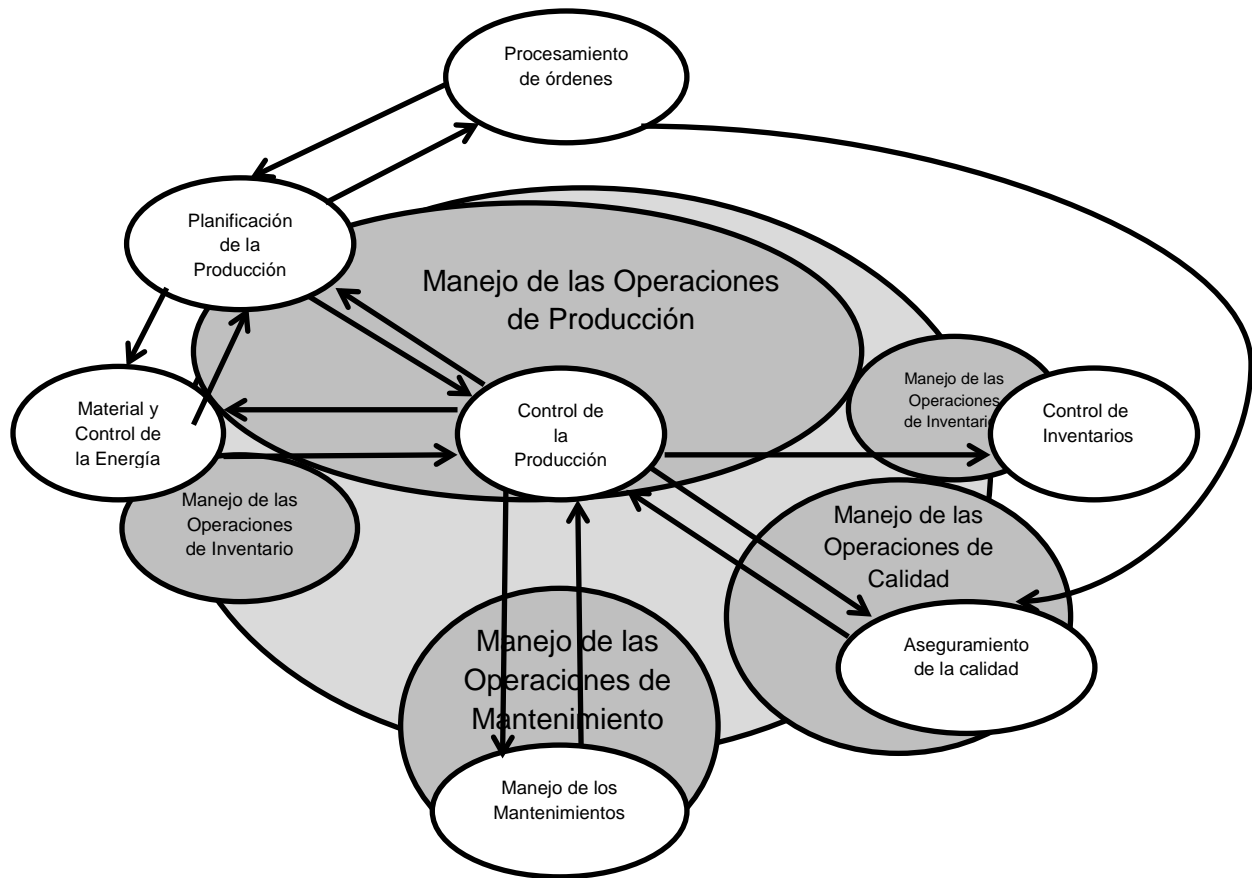 Procesamiento
de órdenes
Planificación
de la
Producción
Manejo de las Operaciones
de Producción
Manejo de las
Operaciones
de Inventario
Control de
Inventarios
Material y
Control de
la Energía
Control de
la
Producción
Manejo de las
Operaciones
de Inventario
Manejo de las
Operaciones de
Calidad
Manejo de las
Operaciones de
Mantenimiento
Aseguramiento
de la calidad
Manejo de los
Mantenimientos